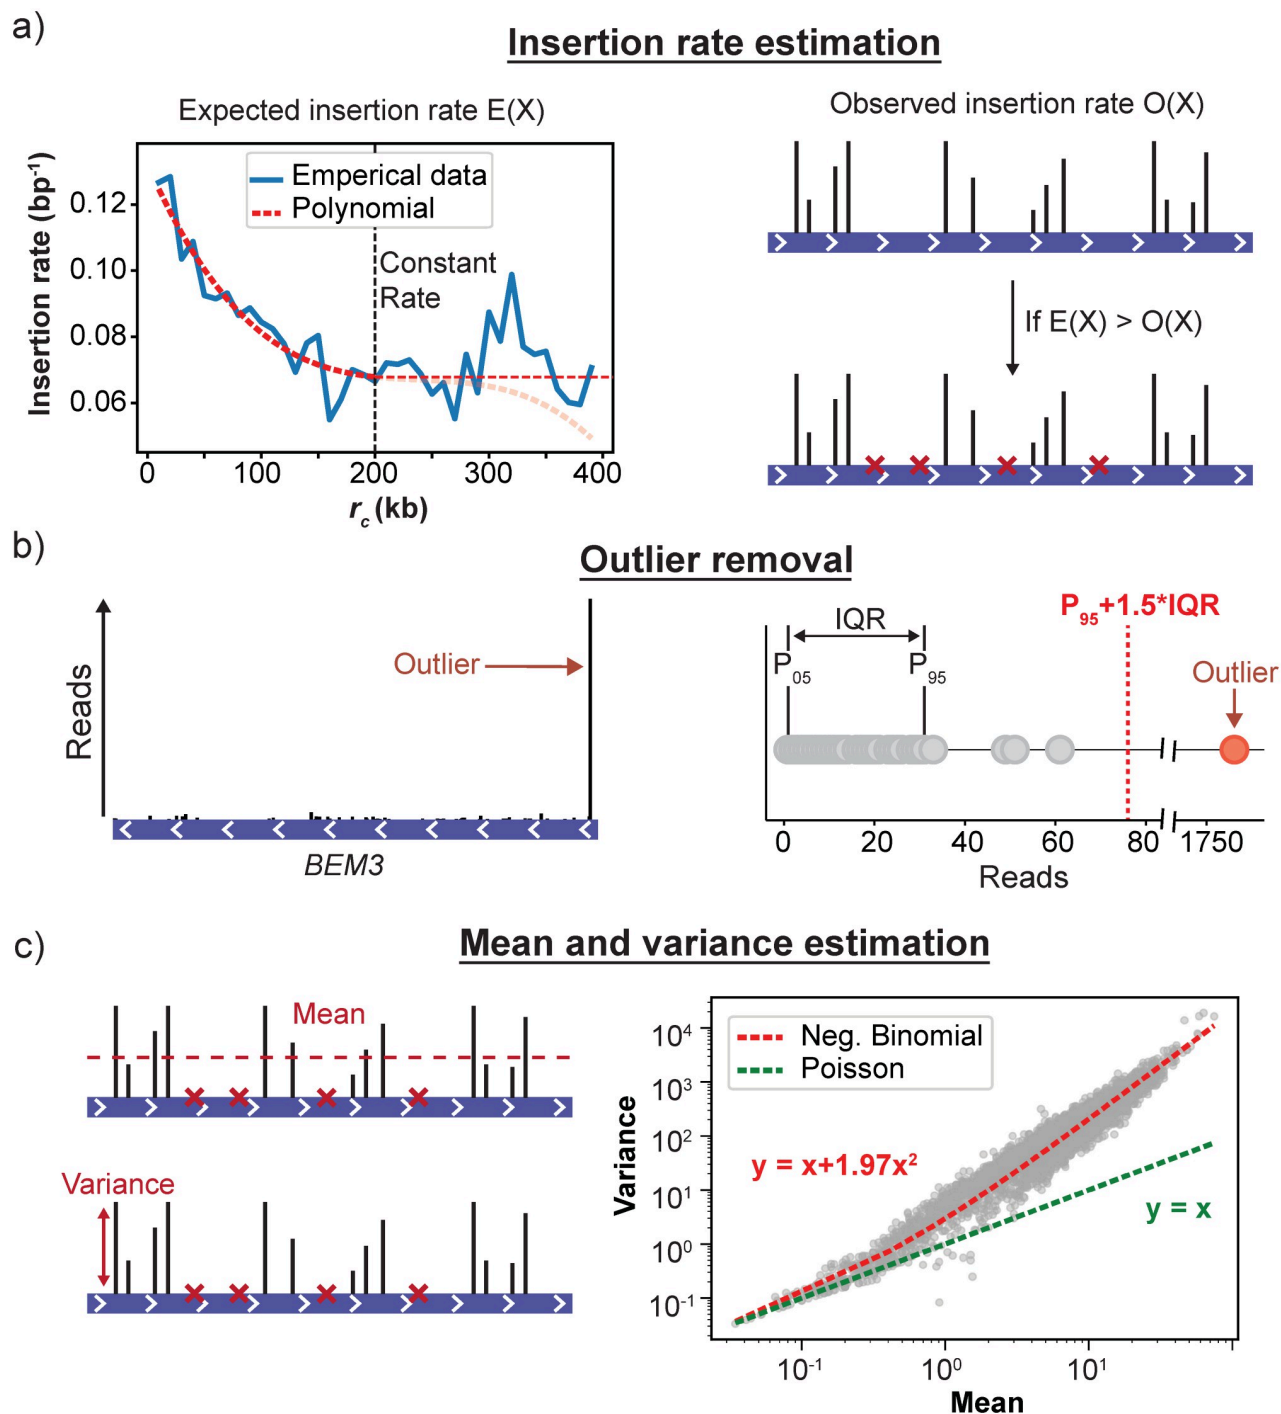 a)
Insertion rate estimation
Expected insertion rate E(X)
Observed insertion rate O(X)
Insertion rate (bp⁻¹)
0.12
0.10
0.08
0.06
Emperical data
Polynomial
Constant
Rate
0 100 200 300 400
r_c (kb)
If E(X) > O(X)
b)
Outlier removal
Reads
Outlier
BEM3
IQR
P₀₅
P₉₅
P₉₅+1.5*IQR
Outlier
0 20 40 60 80 1750
Reads
c)
Mean and variance estimation
Mean
Variance
Variance
10⁴
10³
10²
10¹
10⁰
10⁻¹
Neg. Binomial
Poisson
y = x+1.97x²
y = x
10⁻¹ 10⁰ 10¹
Mean